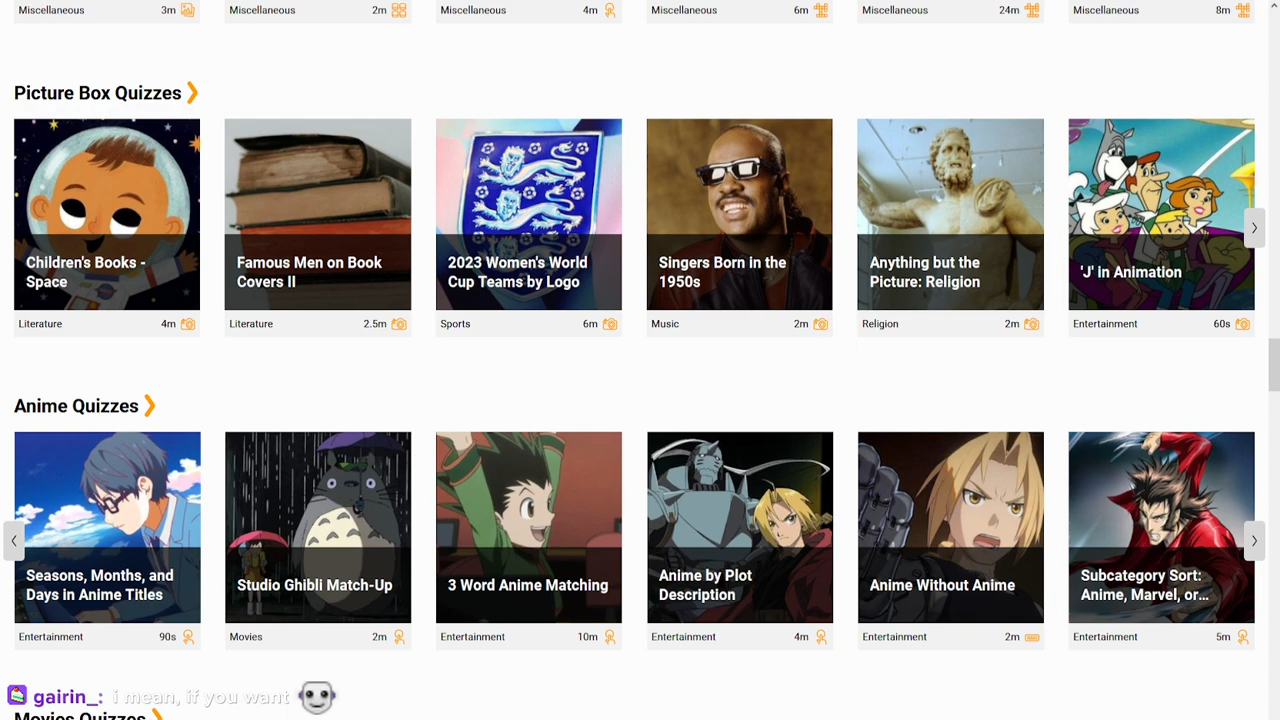 Miscellaneous 3m
Miscellaneous 2m
Miscellaneous 4m
Miscellaneous 6m
Miscellaneous 24m
Miscellaneous 8m
Picture Box Quizzes
Children's Books -
Space
Literature 4m
Famous Men on Book
Covers II
Literature 2.5m
2023 Women's World
Cup Teams by Logo
Sports 6m
Singers Born in the
1950s
Music 2m
Anything but the
Picture: Religion
Religion 2m
'J' in Animation
Entertainment 60s
Anime Quizzes
Seasons, Months, and
Days in Anime Titles
Entertainment 90s
Studio Ghibli Match-Up
Movies 2m
3 Word Anime Matching
Entertainment 10m
Anime by Plot
Description
Entertainment 4m
Anime Without Anime
Entertainment 2m
Subcategory Sort:
Anime, Marvel, or...
Entertainment 5m
gairin_: i mean, if you want
Movies Quizzes